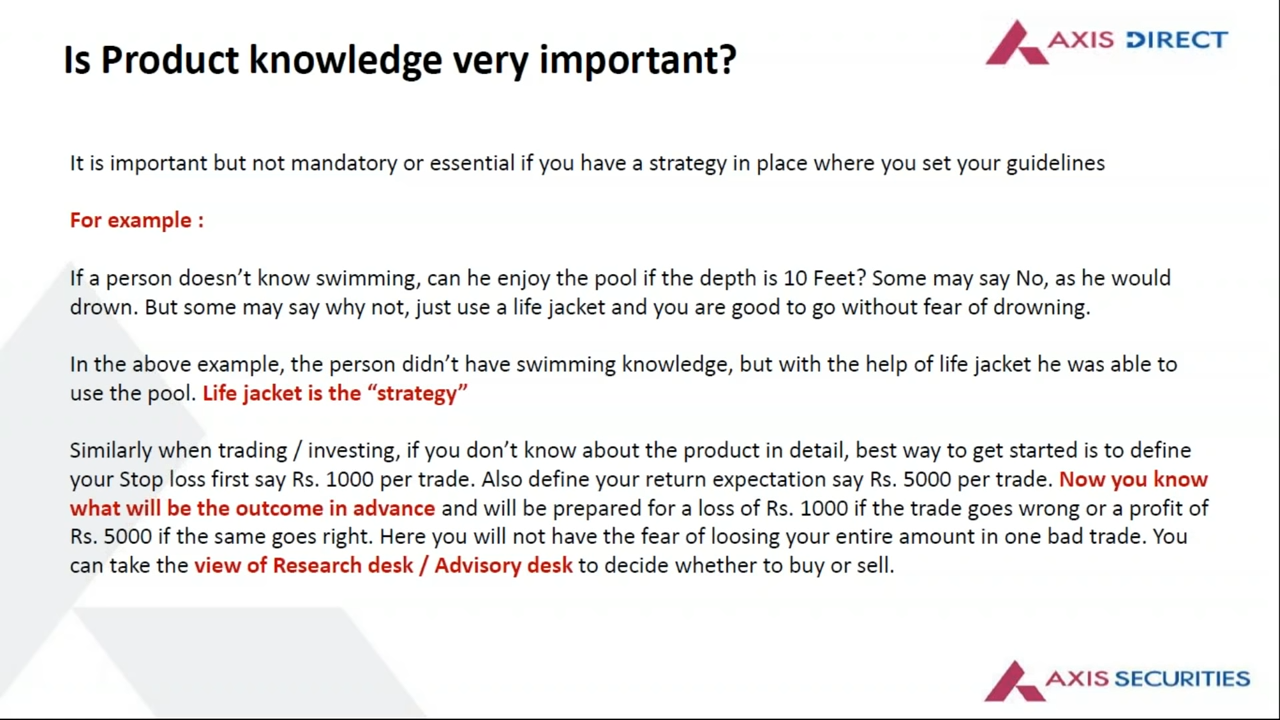 Is Product knowledge very important?
AXIS DIRECT
It is important but not mandatory or essential if you have a strategy in place where you set your guidelines
For example :
If a person doesn’t know swimming, can he enjoy the pool if the depth is 10 Feet? Some may say No, as he would
drown. But some may say why not, just use a life jacket and you are good to go without fear of drowning.
In the above example, the person didn’t have swimming knowledge, but with the help of life jacket he was able to
use the pool. Life jacket is the “strategy”
Similarly when trading / investing, if you don’t know about the product in detail, best way to get started is to define
your Stop loss first say Rs. 1000 per trade. Also define your return expectation say Rs. 5000 per trade. Now you know
what will be the outcome in advance and will be prepared for a loss of Rs. 1000 if the trade goes wrong or a profit of
Rs. 5000 if the same goes right. Here you will not have the fear of loosing your entire amount in one bad trade. You
can take the view of Research desk / Advisory desk to decide whether to buy or sell.
AXIS SECURITIES